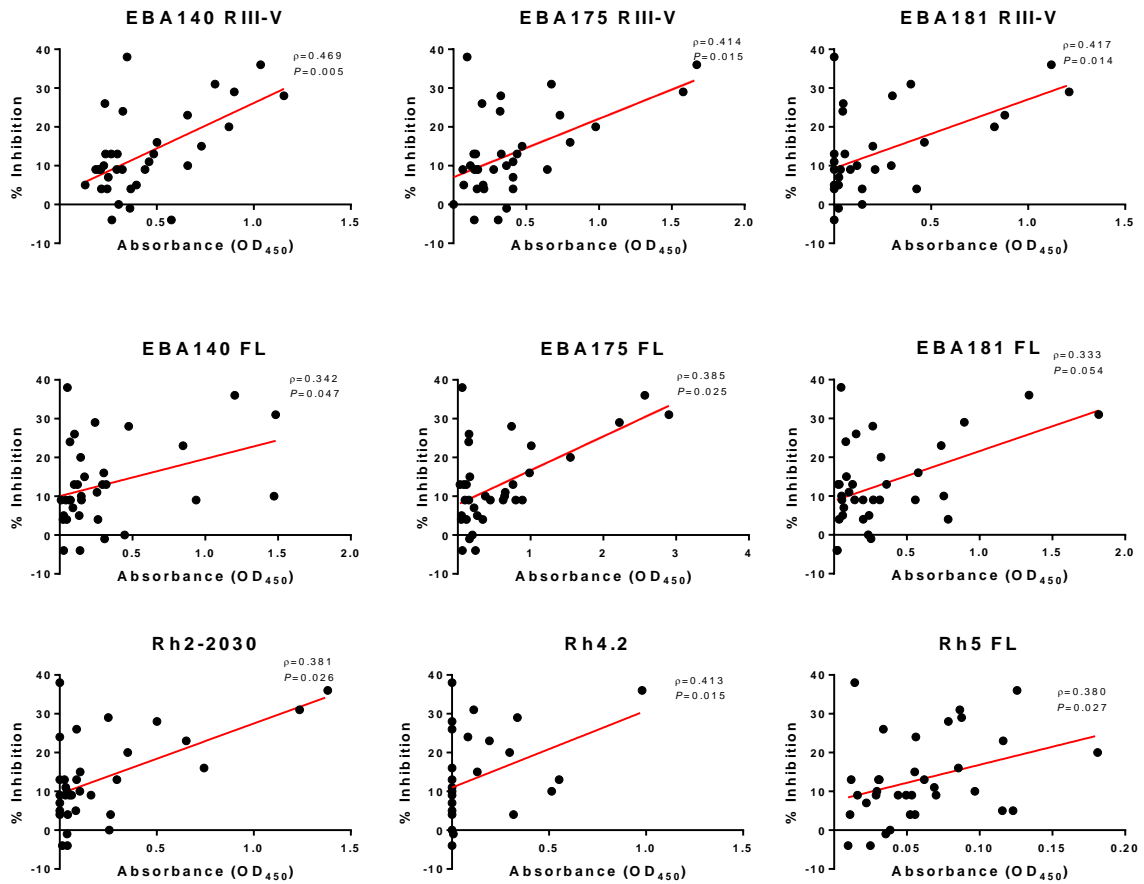 EBA140 RIII-V
ρ=0.469
P=0.005
40
30
20
10
0
-10
0.5
1.0
1.5
% Inhibition
Absorbance (OD450)
EBA175 RIII-V
ρ=0.414
P=0.015
40
30
20
10
0
-10
0.5
1.0
1.5
2.0
% Inhibition
Absorbance (OD450)
EBA181 RIII-V
ρ=0.417
P=0.014
40
30
20
10
0
-10
0.5
1.0
1.5
% Inhibition
Absorbance (OD450)
EBA140 FL
ρ=0.342
P=0.047
40
30
20
10
0
-10
0.5
1.0
1.5
2.0
% Inhibition
Absorbance (OD450)
EBA175 FL
ρ=0.385
P=0.025
40
30
20
10
0
-10
1
2
3
4
% Inhibition
Absorbance (OD450)
EBA181 FL
ρ=0.333
P=0.054
40
30
20
10
0
-10
0.5
1.0
1.5
2.0
% Inhibition
Absorbance (OD450)
Rh2-2030
ρ=0.381
P=0.026
40
30
20
10
0
-10
0.5
1.0
1.5
% Inhibition
Absorbance (OD450)
Rh4.2
ρ=0.413
P=0.015
40
30
20
10
0
-10
0.5
1.0
1.5
% Inhibition
Absorbance (OD450)
Rh5 FL
ρ=0.380
P=0.027
40
30
20
10
0
-10
0.05
0.10
0.15
0.20
% Inhibition
Absorbance (OD450)